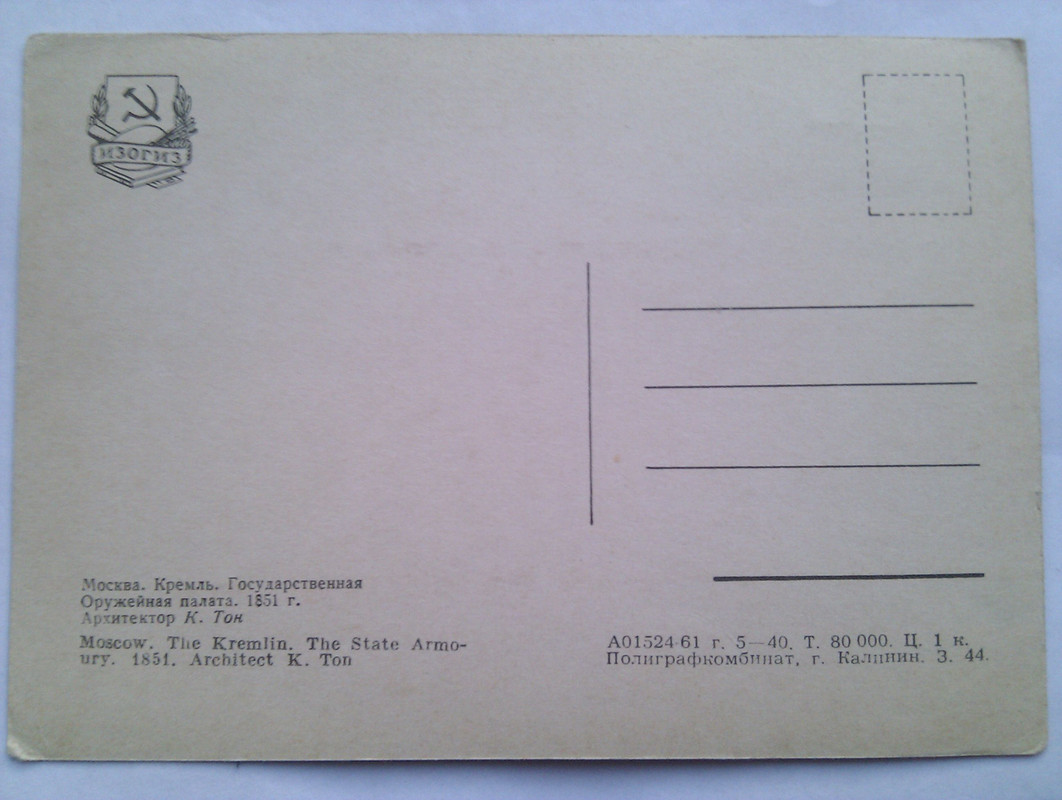 ИЗОГИЗ
Москва. Кремль. Государственная
Оружейная палата. 1851 г.
Архитектор К. Тон
Moscow. The Kremlin. The State Armo-
ury. 1851. Architect K. Ton
А01524-61 г. 5—40. Т. 80 000. Ц. 1 к.
Полиграфкомбинат, г. Калинин. З. 44.